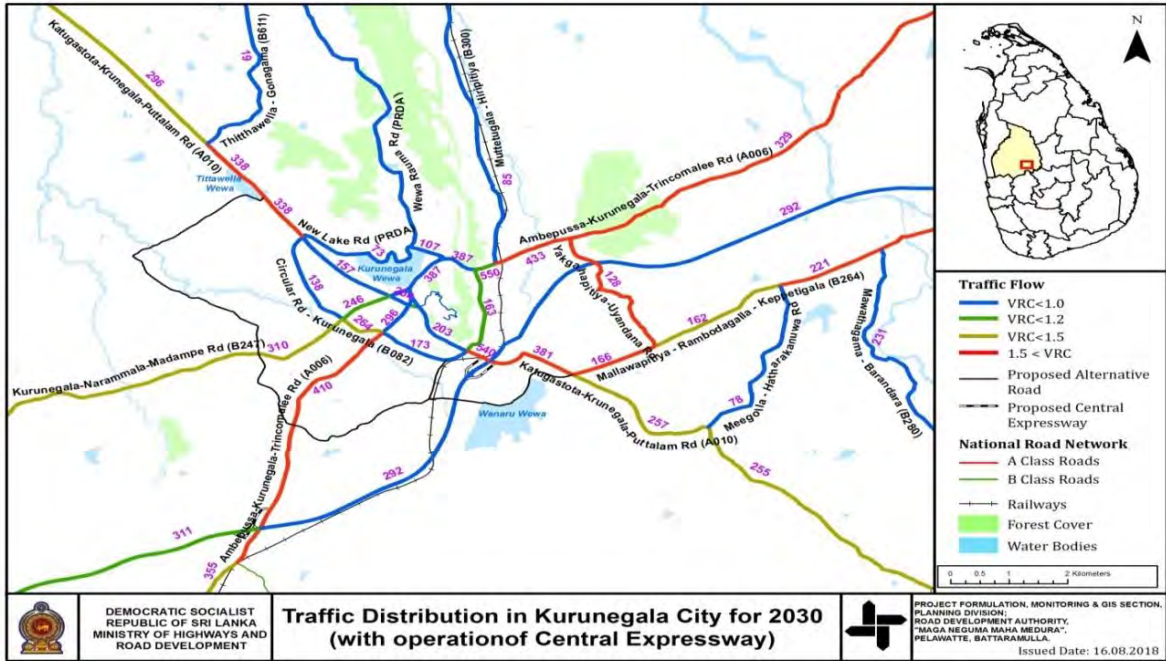 Katugastota-Krunegala-Puttalam Rd (A010)
296
61
Thitthawella - Gonagama (B611)
338
Tittawella
Wewa
338
New Lake Rd (PRDA)
Wewa Rauma Rd (PRDA)
Muttetugala - Hiripitiya (B300)
85
Ambepussa-Kurunegala-Trincomalee Rd (A006)
329
433
292
107
387
73
157
Kurunegala
Wewa
387
550
163
138
Circular Rd - Kurunegala (B082)
246
264
296
203
173
540
381
128
Yakgahapitiya-Uyandana Rd
221
162
166
Mallawapitiya - Rambodagalla - Keppetigala (B264)
Mawathagama - Barandara (B280)
231
78
Meegolla - Hatharakanuwa Rd
310
Kurunegala-Narammala-Madampe Rd (B247)
410
Ambepussa-Kurunegala-Trincomalee Rd (A006)
Wanaru Wewa
Katogastota-Krunegala-Puttalam Rd (A010)
257
255
292
311
355
N
Traffic Flow
VRC<1.0
VRC<1.2
VRC<1.5
1.5 < VRC
Proposed Alternative
Road
Proposed Central
Expressway
National Road Network
A Class Roads
B Class Roads
Railways
Forest Cover
Water Bodies
0 0.5 1 2 Kilometers
DEMOCRATIC SOCIALIST
REPUBLIC OF SRI LANKA
MINISTRY OF HIGHWAYS AND
ROAD DEVELOPMENT
Traffic Distribution in Kurunegala City for 2030
(with operationof Central Expressway)
PROJECT FORMULATION, MONITORING & GIS SECTION,
PLANNING DIVISION;
ROAD DEVELOPMENT AUTHORITY,
"MAGA NEGUMA MAHA MEDURA",
PELAWATTE, BATTARAMULLA.
Issued Date: 16.08.2018